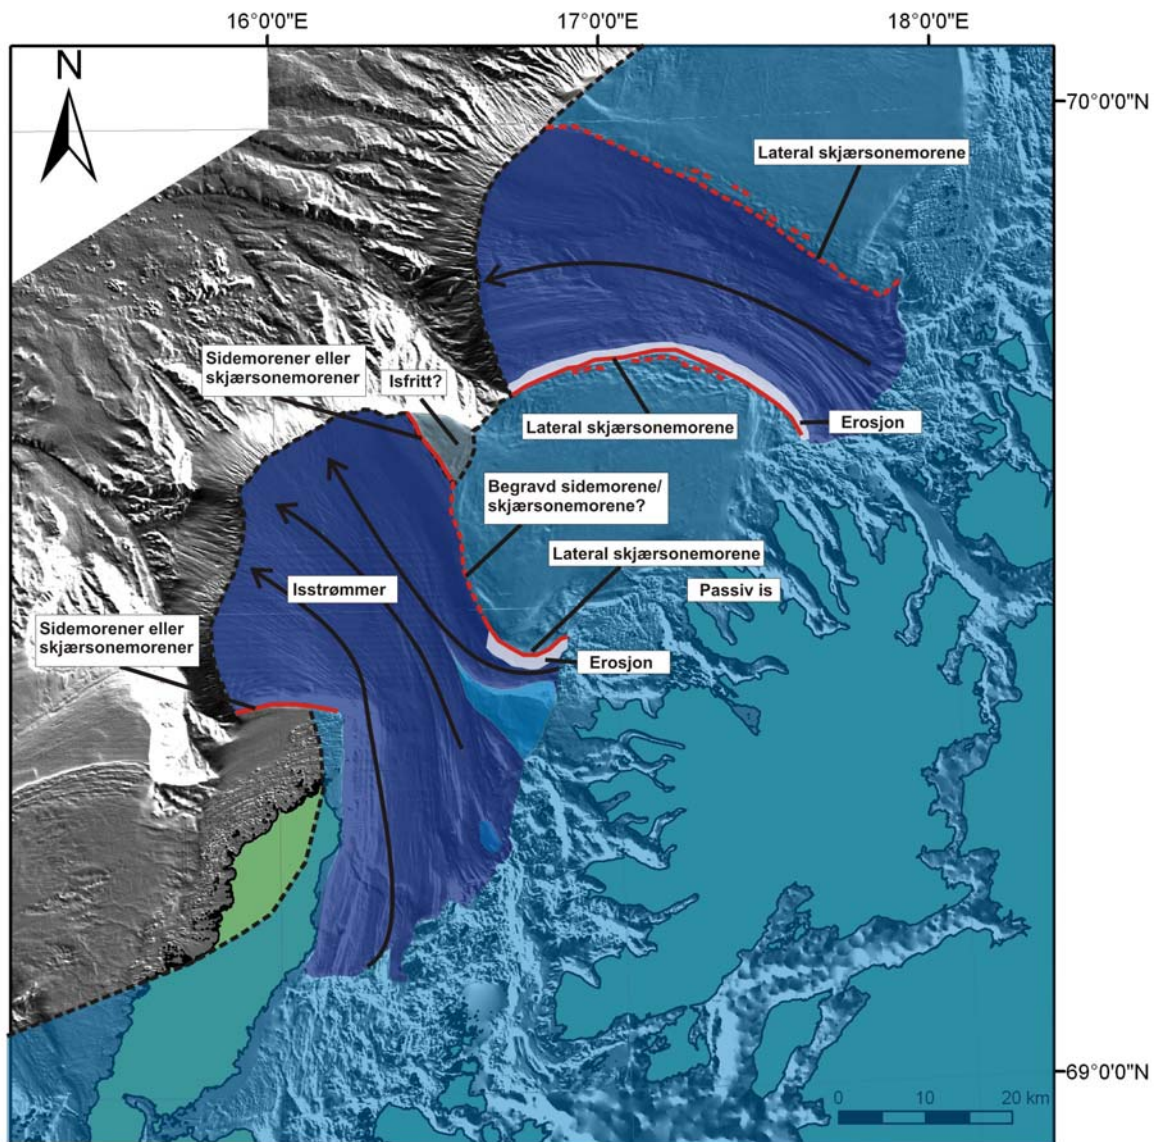 16°0'0"E
17°0'0"E
18°0'0"E
N
70°0'0"N
Lateral skjærsonemorene
Sidemorener eller
skjærsonemorener
Isfritt?
Lateral skjærsonemorene
Erosjon
Begravd sidemorene/
skjærsonemorene?
Lateral skjærsonemorene
Isstrømmer
Passiv is
Sidemorener eller
skjærsonemorener
Erosjon
69°0'0"N
0 10 20 km